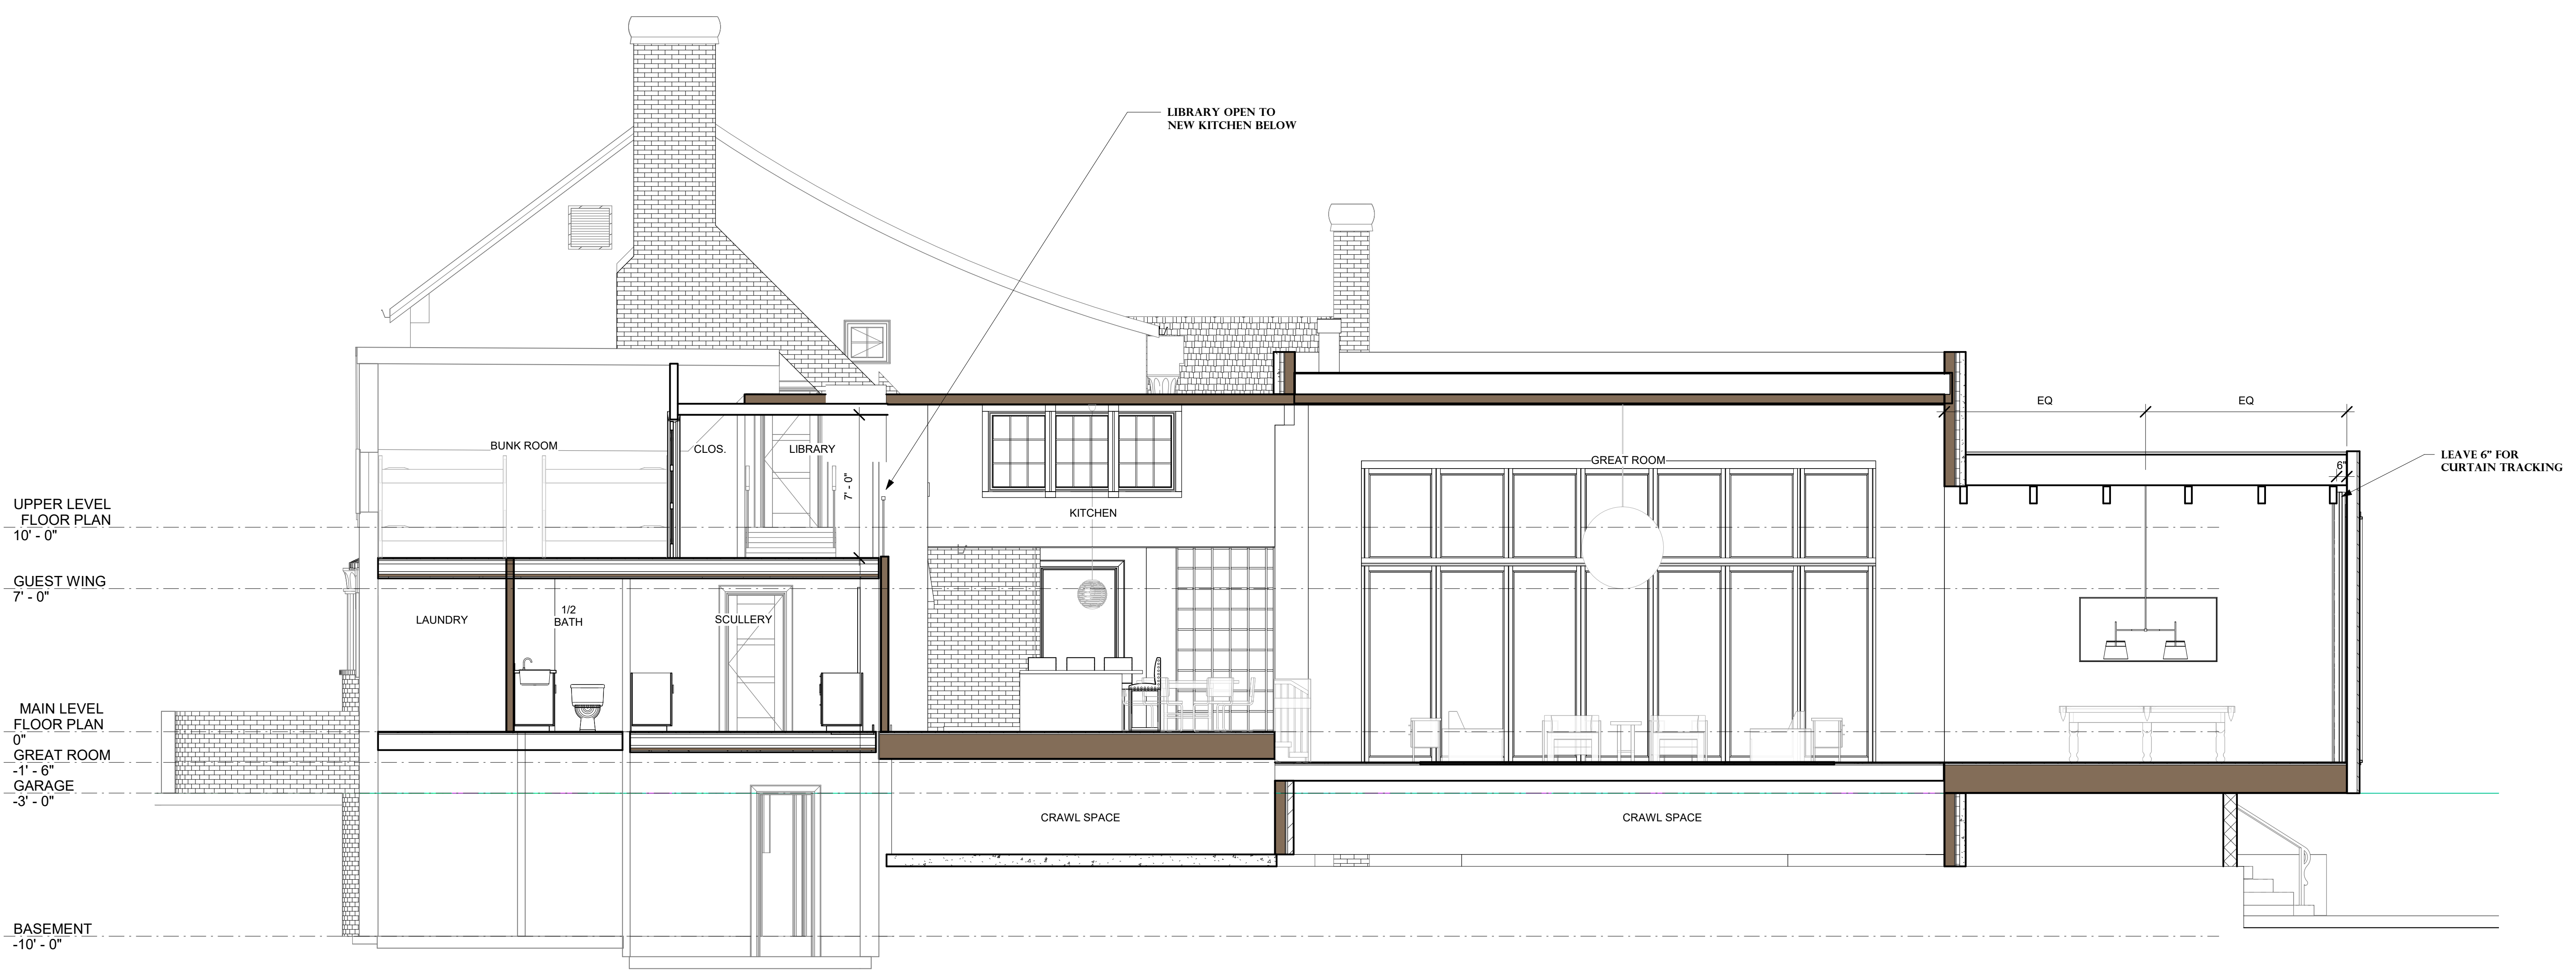 LIBRARY OPEN TO
NEW KITCHEN BELOW
EQ
EQ
BUNK ROOM
CLOS.
LIBRARY
7' - 0"
GREAT ROOM
6"
LEAVE 6" FOR
CURTAIN TRACKING
UPPER LEVEL
FLOOR PLAN
10' - 0"
KITCHEN
GUEST WING
7' - 0"
LAUNDRY
1/2
BATH
SCULLERY
MAIN LEVEL
FLOOR PLAN
0"
GREAT ROOM
-1' - 6"
GARAGE
-3' - 0"
CRAWL SPACE
CRAWL SPACE
BASEMENT
-10' - 0"